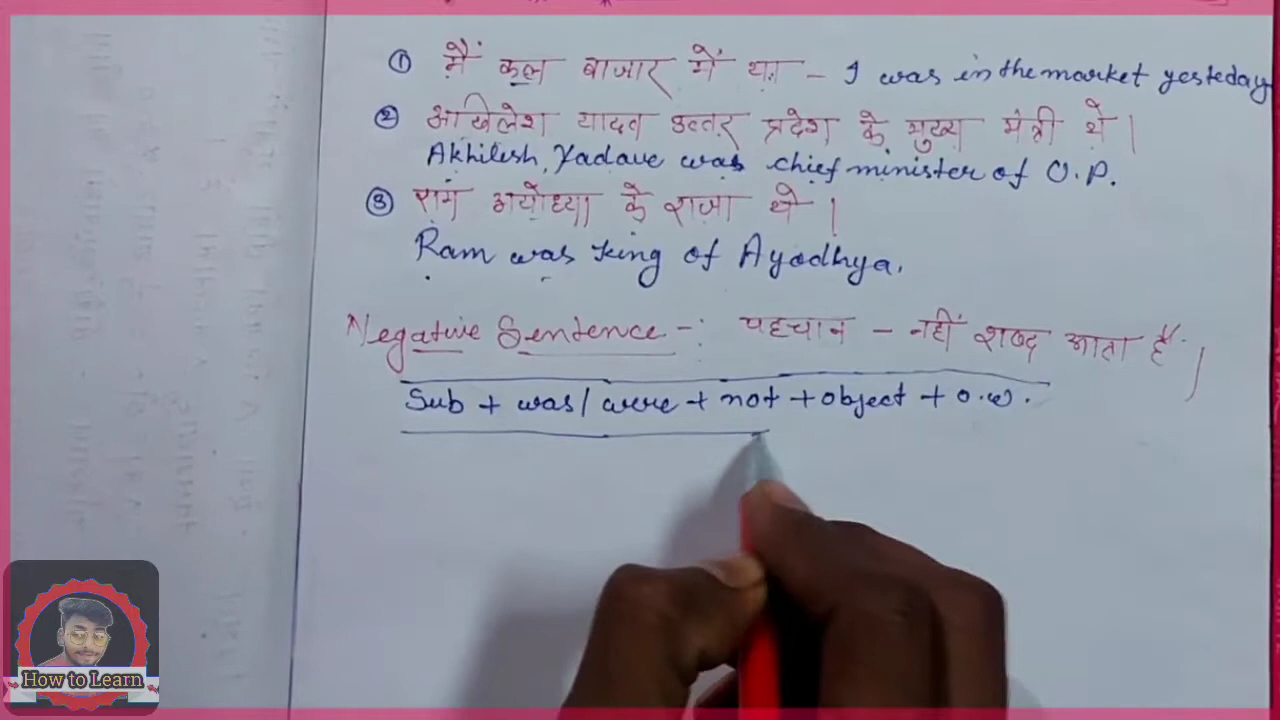 ① मैं कल बाजार में था - I was in the market yesteday
② अखिलेश यादव उत्तर प्रदेश के मुख्य मंत्री थे।
Akhilesh Yadave was chief minister of U.P.
③ राम अयोध्या के राजा थे।
Ram was king of Ayodhya.
Negative Sentence -: पहचान - नहीं शब्द आता है।
Sub + was/were + not + object + o.w.
How to Learn